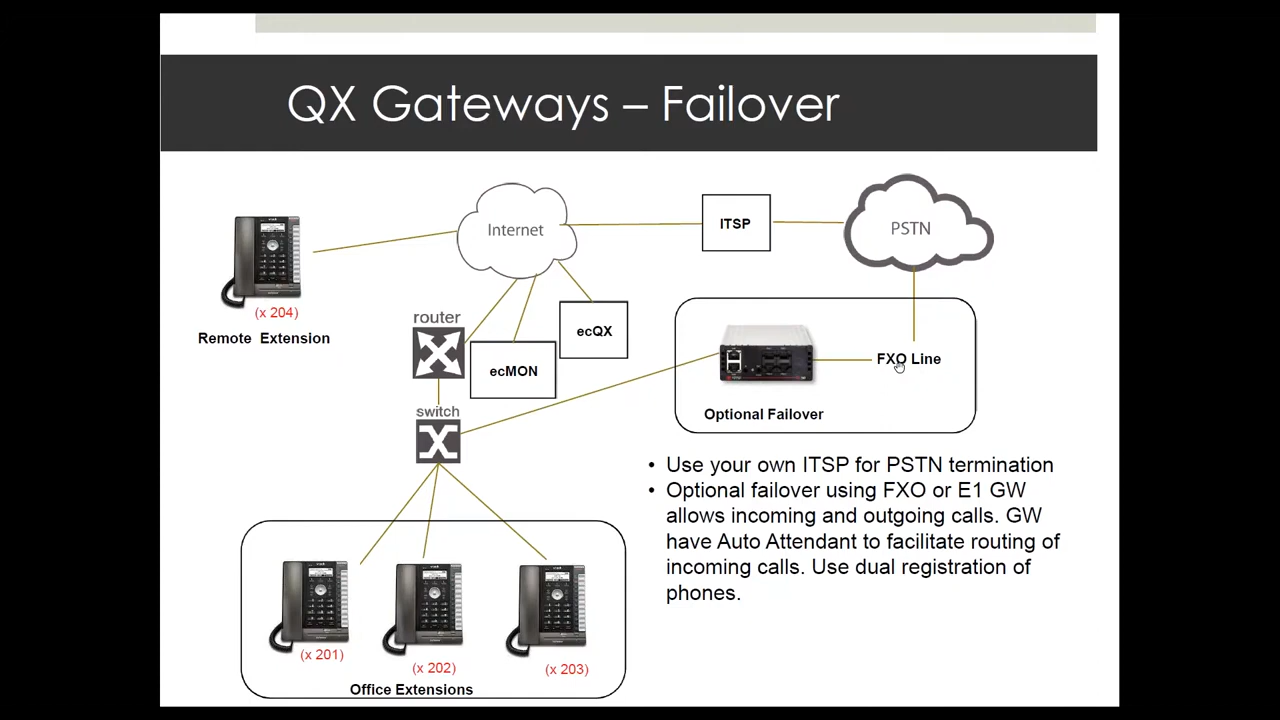 QX Gateways – Failover
Internet
ITSP
PSTN
(x 204)
Remote Extension
router
ecQX
ecMON
FXO Line
switch
Optional Failover
• Use your own ITSP for PSTN termination
• Optional failover using FXO or E1 GW
allows incoming and outgoing calls. GW
have Auto Attendant to facilitate routing of
incoming calls. Use dual registration of
phones.
(x 201)
(x 202)
(x 203)
Office Extensions